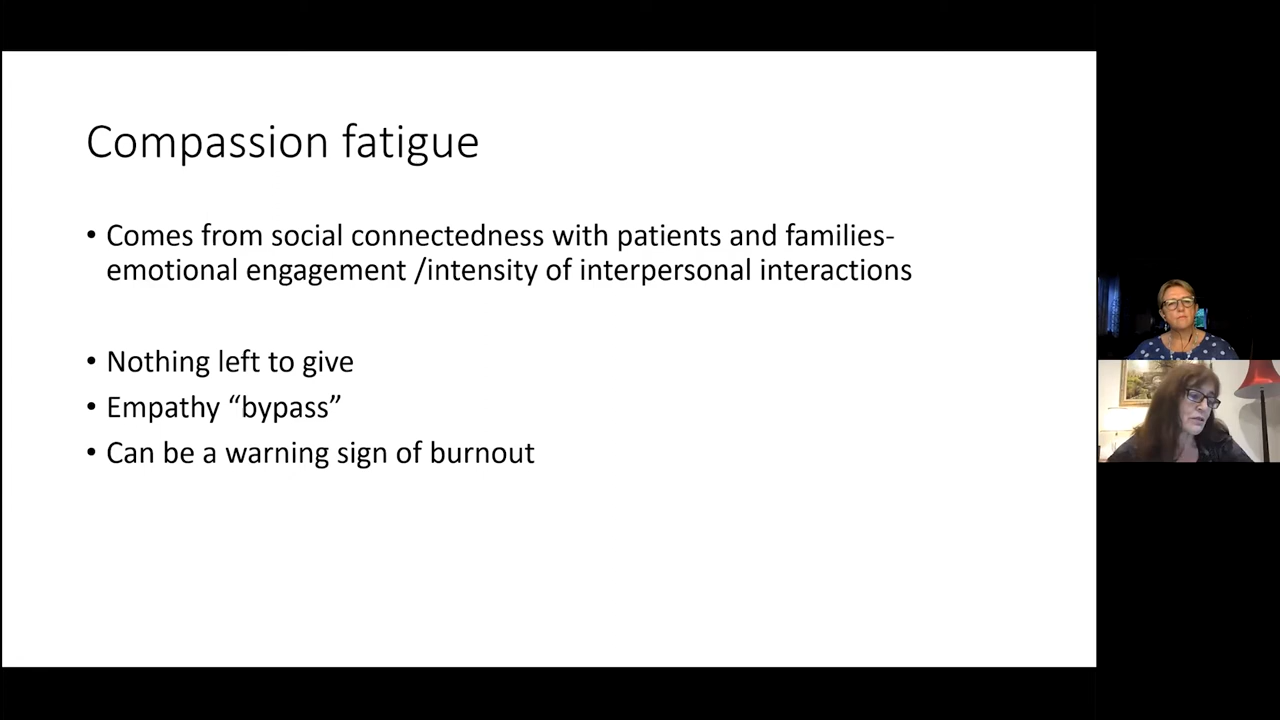 Compassion fatigue
• Comes from social connectedness with patients and families-
emotional engagement /intensity of interpersonal interactions
• Nothing left to give
• Empathy “bypass”
• Can be a warning sign of burnout